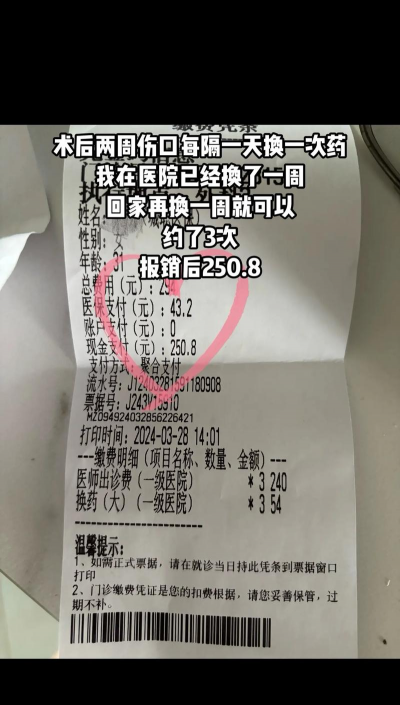 缴费凭条
术后两周伤口每隔一天换一次药
我在医院已经换了一周
回家再换一周就可以
约了3次
报销后250.8
姓名
性别: 女
年龄: 31
总费用(元): 294
医保支付(元): 43.2
账户支付(元): 0
现金支付(元): 250.8
支付方式: 聚合支付
流水号: J12403281591180908
票据号: J243M15910
MZ094924032856226421
打印时间: 2024-03-28 14:01
---缴费明细(项目名称、数量、金额)---
医师出诊费(一级医院) * 3 240
换药(大)(一级医院) * 3 54
温馨提示:
1、如需正式票据, 请在就诊当日持此凭条到票据窗口
打印
2、门诊缴费凭证是您的扣费根据, 请您妥善保管, 过
期不补。